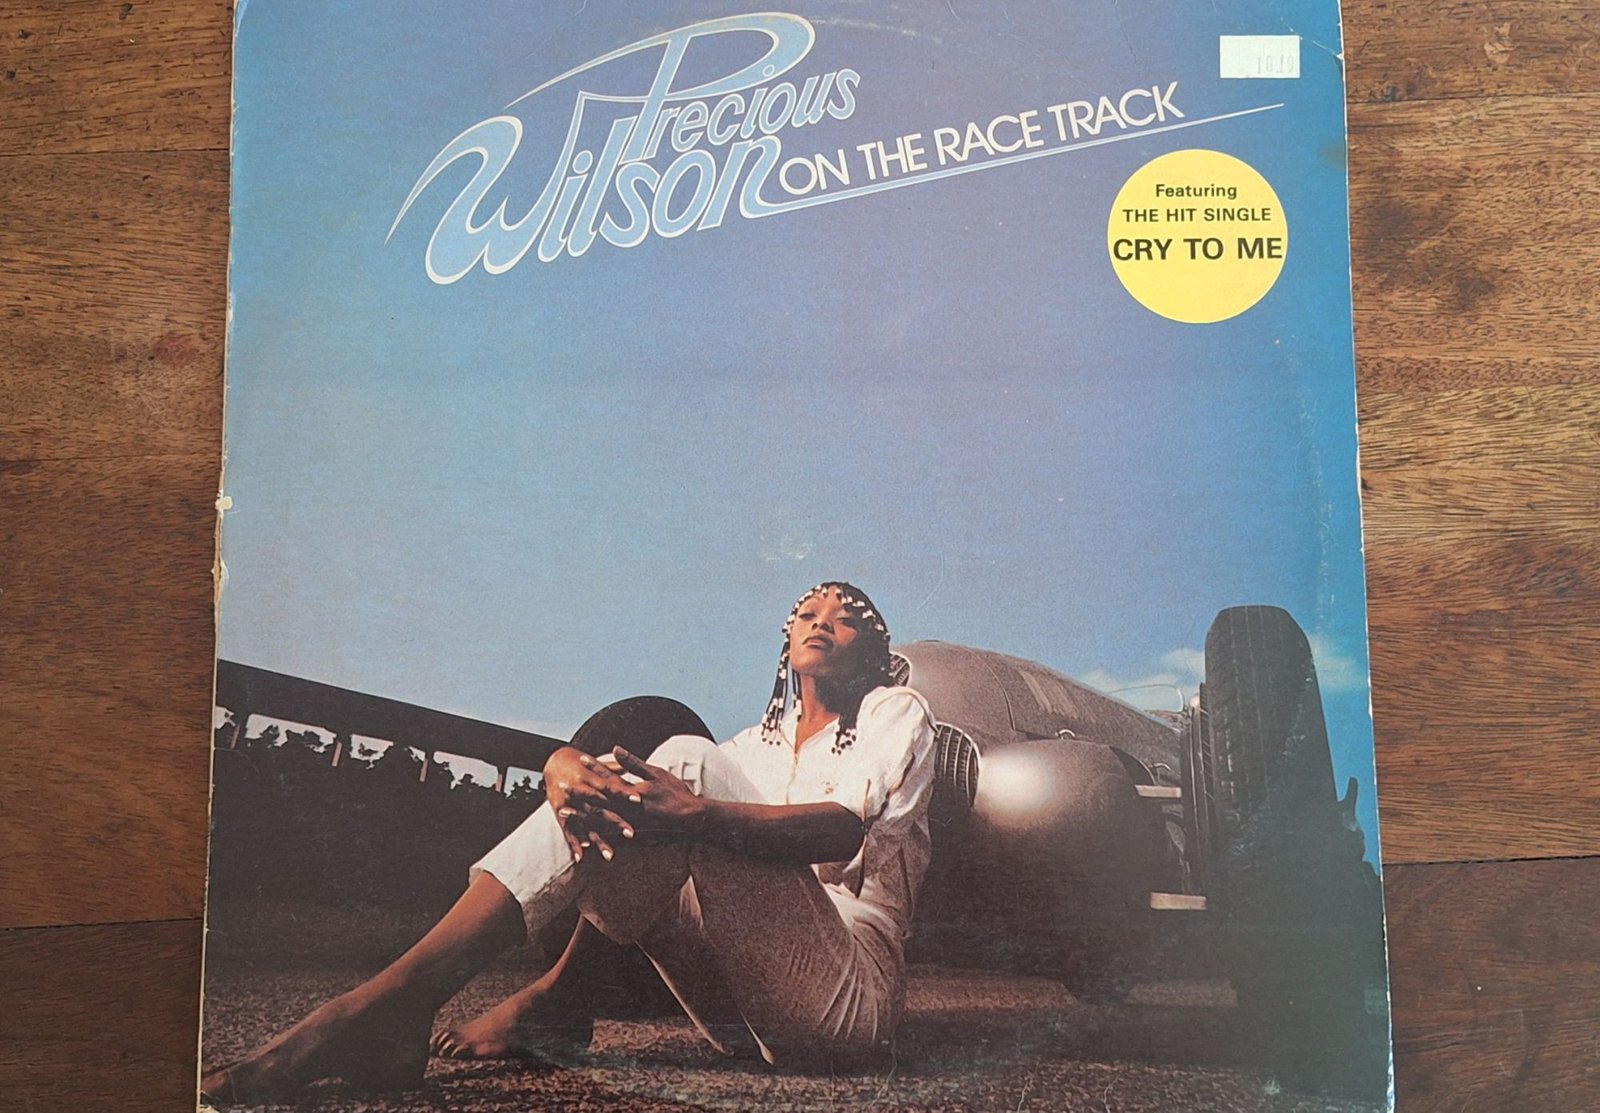 Precious
Wilson ON THE RACE TRACK
Featuring
THE HIT SINGLE
CRY TO ME